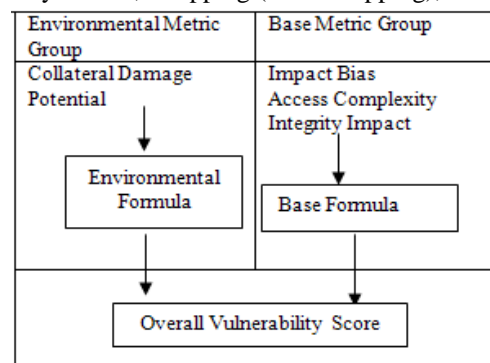 Environmental Metric
Group
Base Metric Group
Collateral Damage
Potential
Impact Bias
Access Complexity
Integrity Impact
Environmental
Formula
Base Formula
Overall Vulnerability Score